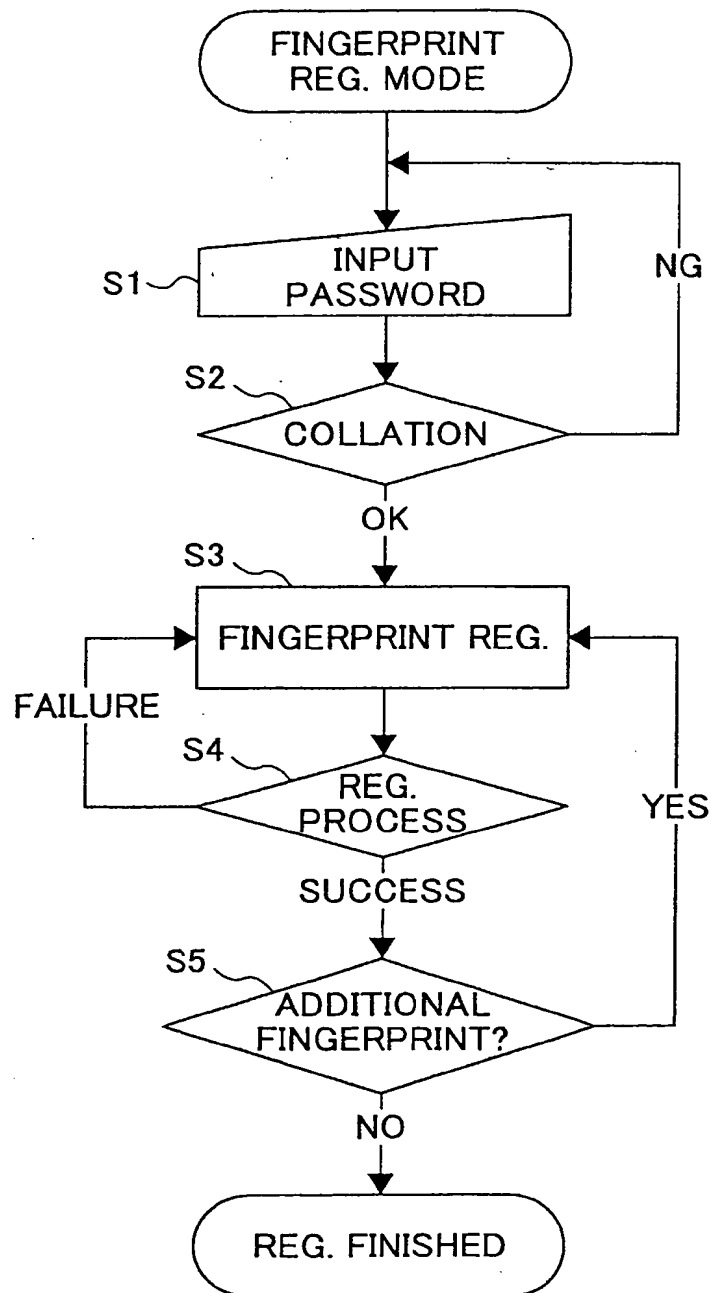 FINGERPRINT
REG. MODE
S1
INPUT
PASSWORD
NG
S2
COLLATION
OK
S3
FINGERPRINT REG.
FAILURE
S4
REG.
PROCESS
YES
SUCCESS
S5
ADDITIONAL
FINGERPRINT?
NO
REG. FINISHED